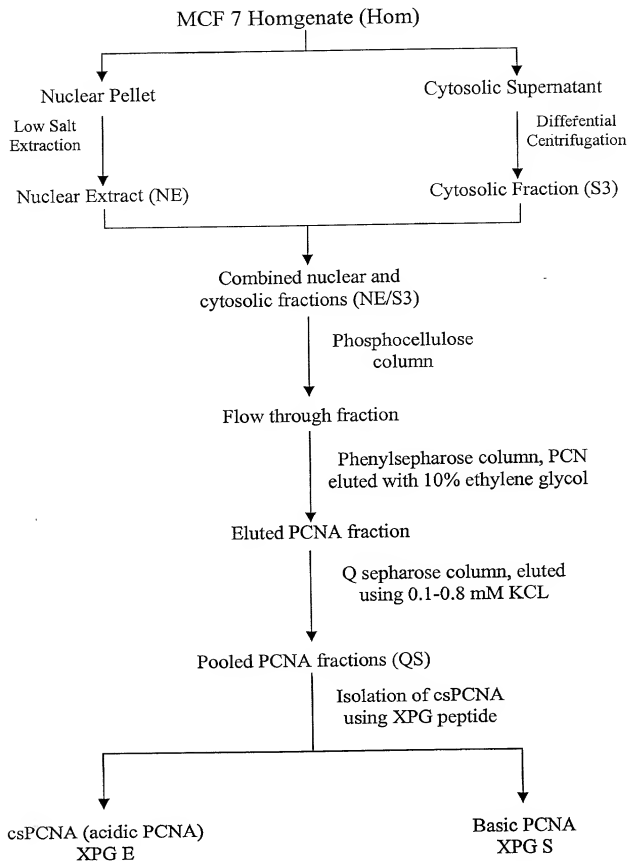 MCF 7 Homgenate (Hom)
Nuclear Pellet
Cytosolic Supernatant
Low Salt
Extraction
Differential
Centrifugation
Nuclear Extract (NE)
Cytosolic Fraction (S3)
Combined nuclear and
cytosolic fractions (NE/S3)
Phosphocellulose
column
Flow through fraction
Phenylsepharose column, PCN
eluted with 10% ethylene glycol
Eluted PCNA fraction
Q sepharose column, eluted
using 0.1-0.8 mM KCL
Pooled PCNA fractions (QS)
Isolation of csPCNA
using XPG peptide
csPCNA (acidic PCNA)
XPG E
Basic PCNA
XPG S